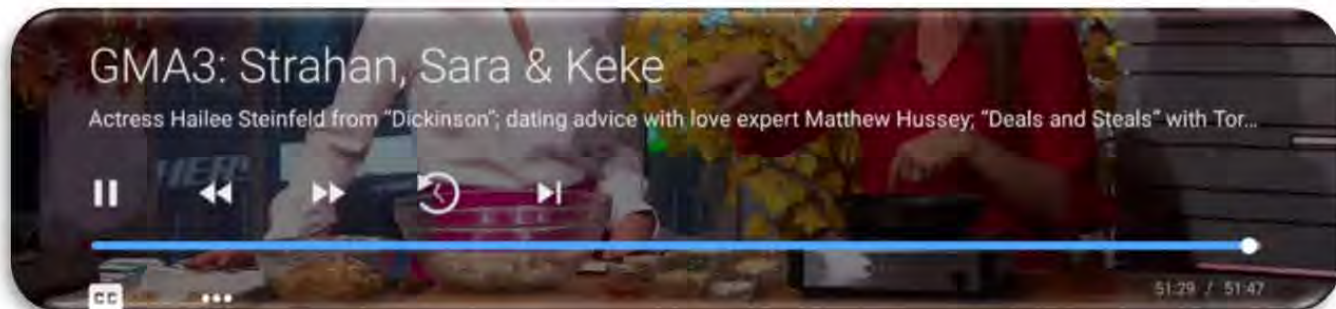 GMA3: Strahan, Sara & Keke
Actress Hailee Steinfeld from “Dickinson”; dating advice with love expert Matthew Hussey; “Deals and Steals” with Tor...
CC
51:29 / 51:47